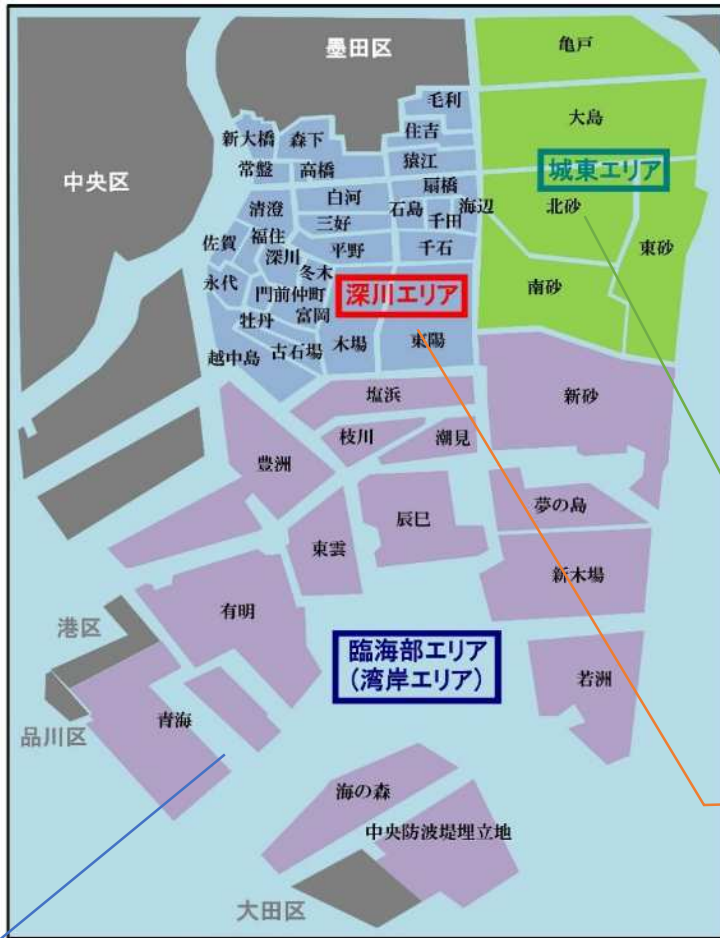 墨田区
亀戸
毛利
大島
新大橋
森下
住吉
中央区
常盤
高橋
猿江
城東エリア
扇橋
白河
清澄
石島
海辺
北砂
福住
三好
千田
佐賀
深川
平野
千石
東砂
冬木
永代
門前仲町
深川エリア
南砂
牡丹
富岡
越中島
古石場
木場
東陽
塩浜
新砂
枝川
潮見
豊洲
夢の島
辰巳
東雲
新木場
有明
港区
臨海部エリア
（湾岸エリア）
若洲
青海
品川区
海の森
中央防波堤埋立地
大田区